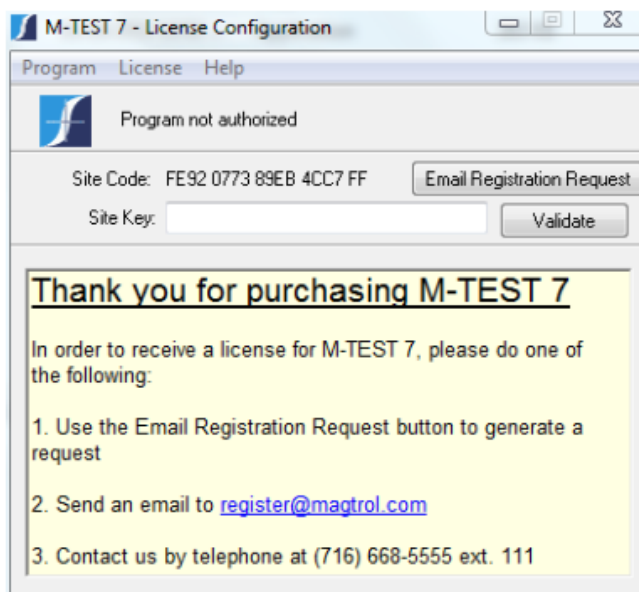 M-TEST 7 - License Configuration
Program License Help
Program not authorized
Site Code: FE92 0773 89EB 4CC7 FF Email Registration Request
Site Key: Validate
Thank you for purchasing M-TEST 7
In order to receive a license for M-TEST 7, please do one of
the following:
1. Use the Email Registration Request button to generate a
request
2. Send an email to register@magtrol.com
3. Contact us by telephone at (716) 668-5555 ext. 111